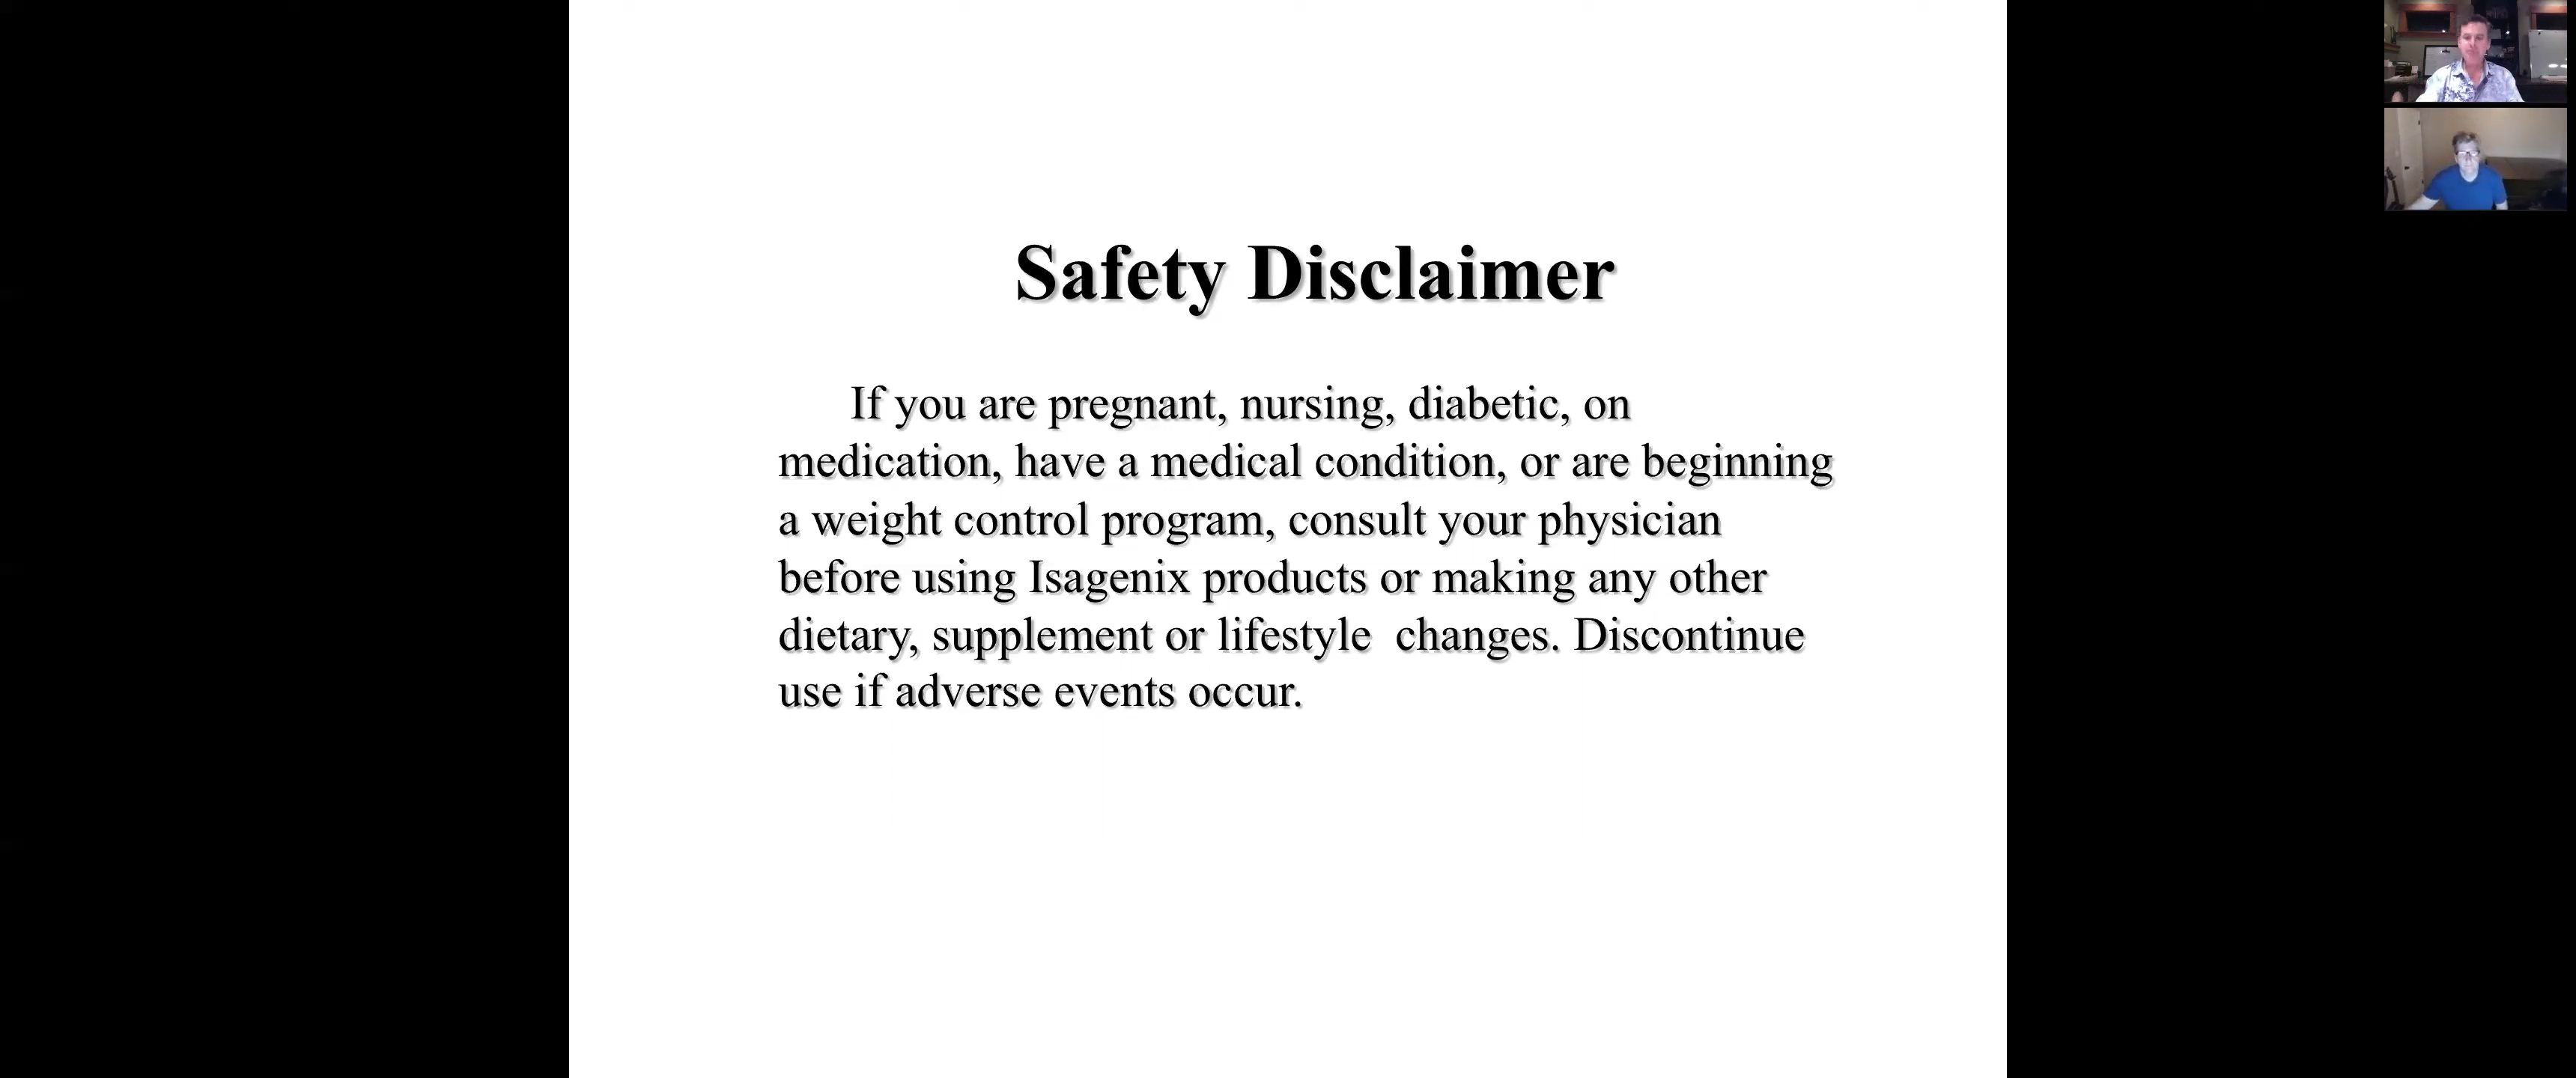 Safety Disclaimer
If you are pregnant, nursing, diabetic, on
medication, have a medical condition, or are beginning
a weight control program, consult your physician
before using Isagenix products or making any other
dietary, supplement or lifestyle  changes. Discontinue
use if adverse events occur.